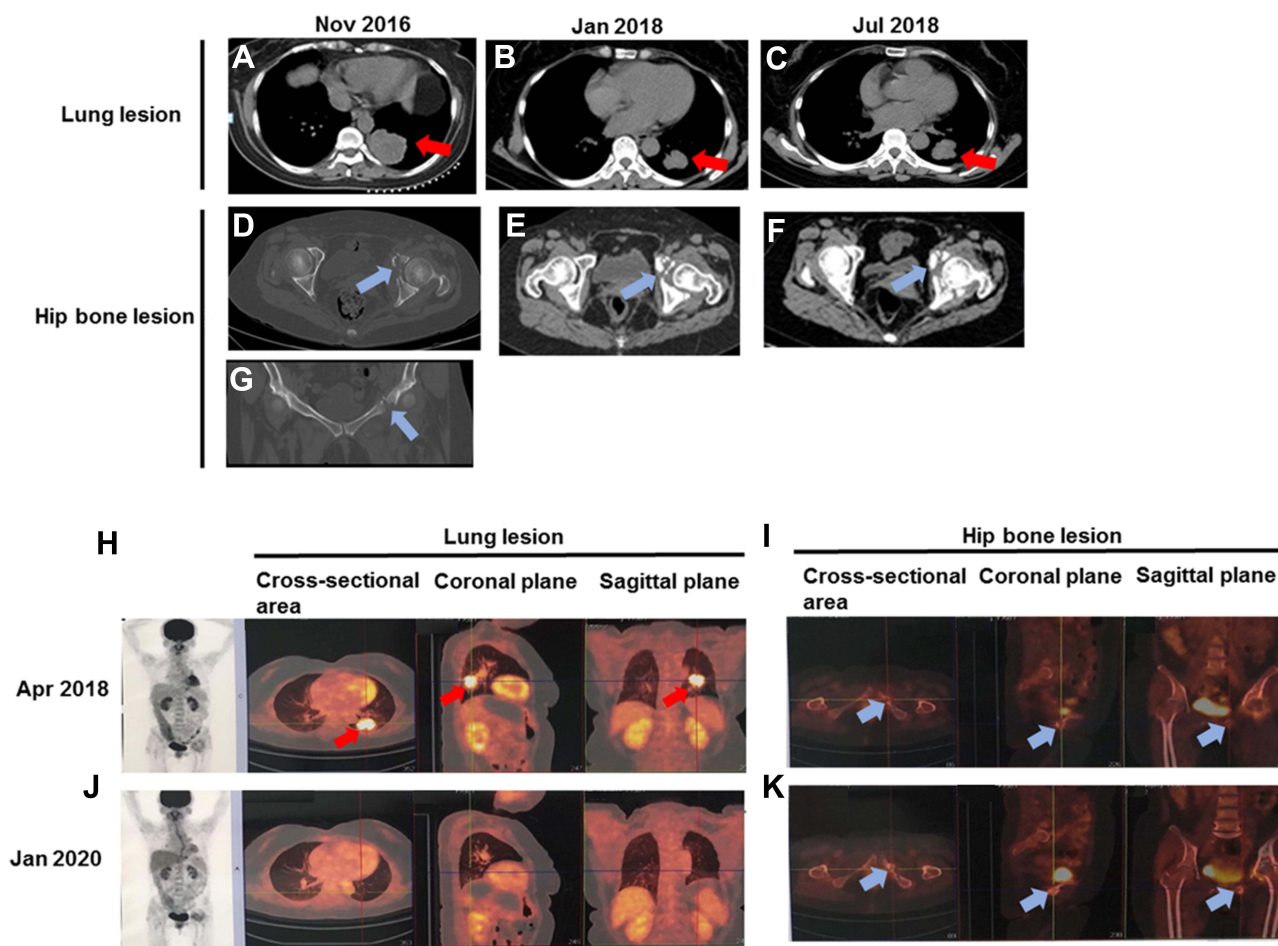 Nov 2016
Jan 2018
Jul 2018
Lung lesion
A
B
C
Hip bone lesion
D
E
F
G
H
Lung lesion
I
Hip bone lesion
Cross-sectional
area
Coronal plane
Sagittal plane
Cross-sectional
area
Coronal plane
Sagittal plane
Apr 2018
J
K
Jan 2020